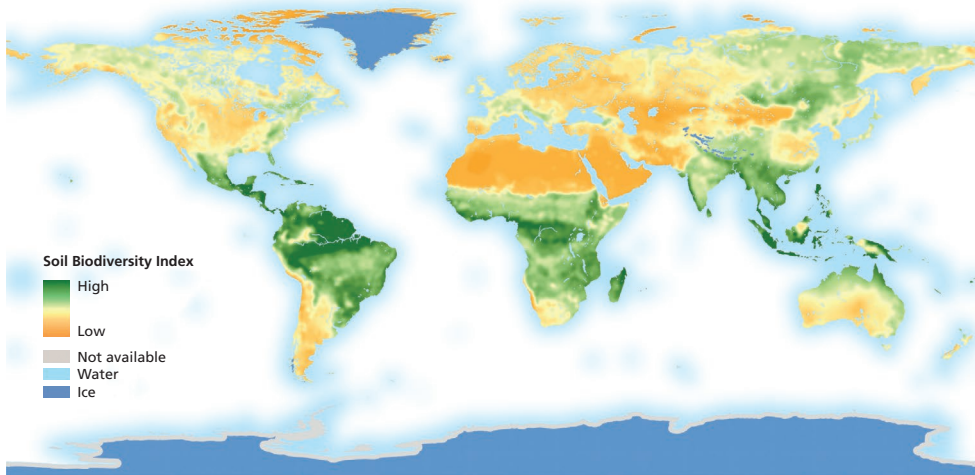 Soil Biodiversity Index
High
Low
Not available
Water
Ice